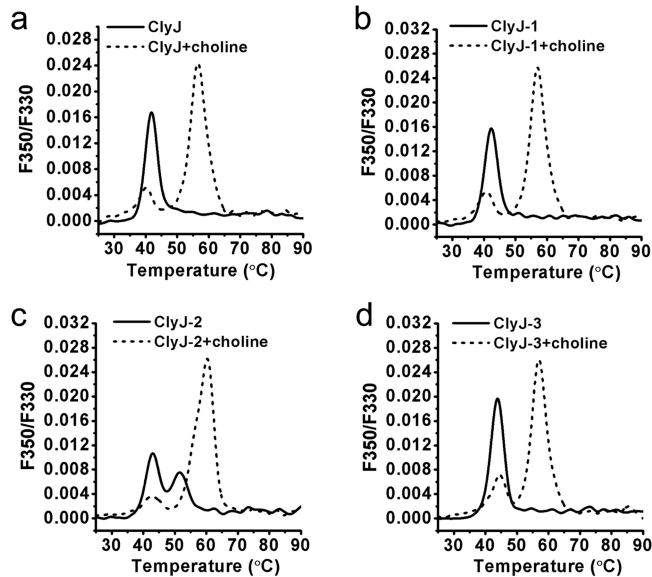 a
ClyJ
ClyJ+choline
0.028
0.024
0.020
0.016
0.012
0.008
0.004
0.000
F350/F330
30 40 50 60 70 80 90
Temperature (°C)
b
ClyJ-1
ClyJ-1+choline
0.032
0.028
0.024
0.020
0.016
0.012
0.008
0.004
0.000
F350/F330
30 40 50 60 70 80 90
Temperature (°C)
c
ClyJ-2
ClyJ-2+choline
0.032
0.028
0.024
0.020
0.016
0.012
0.008
0.004
0.000
F350/F330
30 40 50 60 70 80 90
Temperature (°C)
d
ClyJ-3
ClyJ-3+choline
0.032
0.028
0.024
0.020
0.016
0.012
0.008
0.004
0.000
F350/F330
30 40 50 60 70 80 90
Temperature (°C)